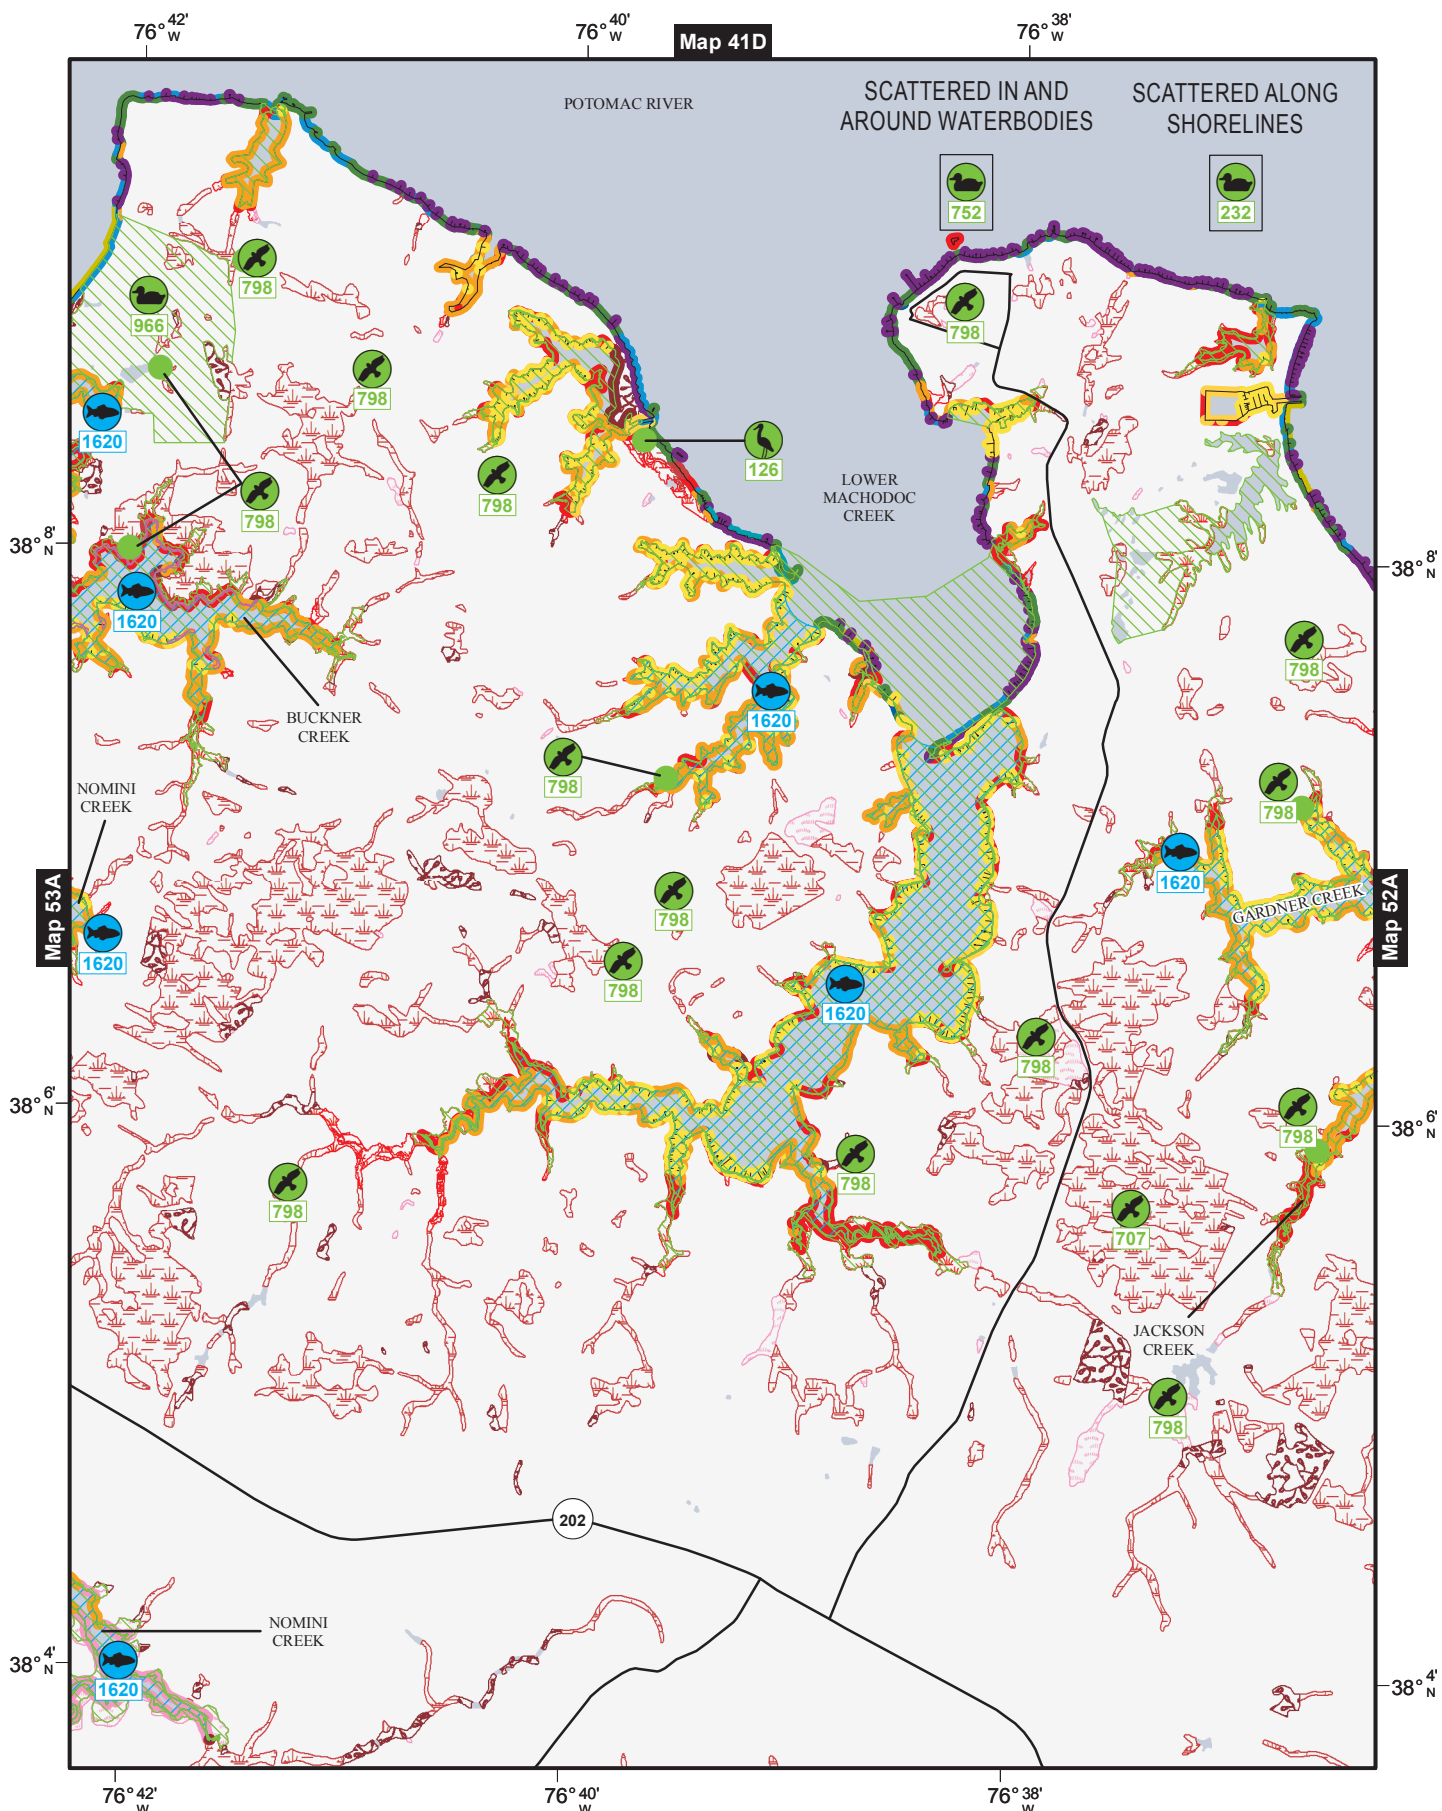 76°42' W
76°40' W
76°38' W
Map 41D
POTOMAC RIVER
SCATTERED IN AND
AROUND WATERBODIES
752
SCATTERED ALONG
SHORELINES
232
798
966
798
798
1620
126
798
798
LOWER
MACHODOC
CREEK
38°8' N
38°8' N
1620
798
1620
BUCKNER
CREEK
798
NOMINI
CREEK
798
1620
Map 53A
Map 52A
798
GARDNER CREEK
1620
798
1620
798
38°6' N
38°6' N
798
798
798
707
JACKSON
CREEK
798
202
NOMINI
CREEK
38°4' N
38°4' N
1620
76°42' W
76°40' W
76°38' W